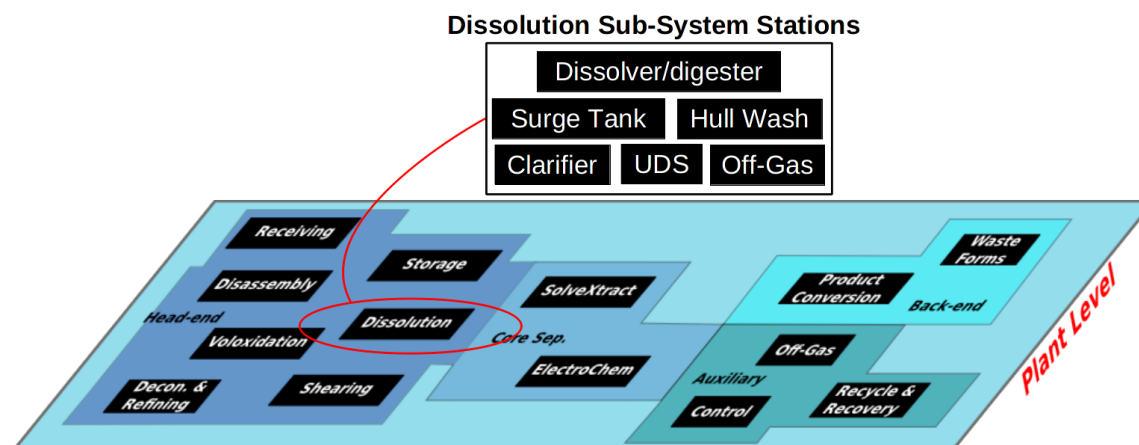 Dissolution Sub-System Stations
Dissolver/digester
Surge Tank
Hull Wash
Clarifier
UDS
Off-Gas
Receiving
Storage
Disassembly
Head-end
Dissolution
Voloxidation
Decon. &
Refining
Shearing
SolveXtract
Core Sep.
ElectroChem
Waste
Forms
Product
Conversion
Back-end
Off-Gas
Auxiliary
Control
Recycle &
Recovery
Plant Level